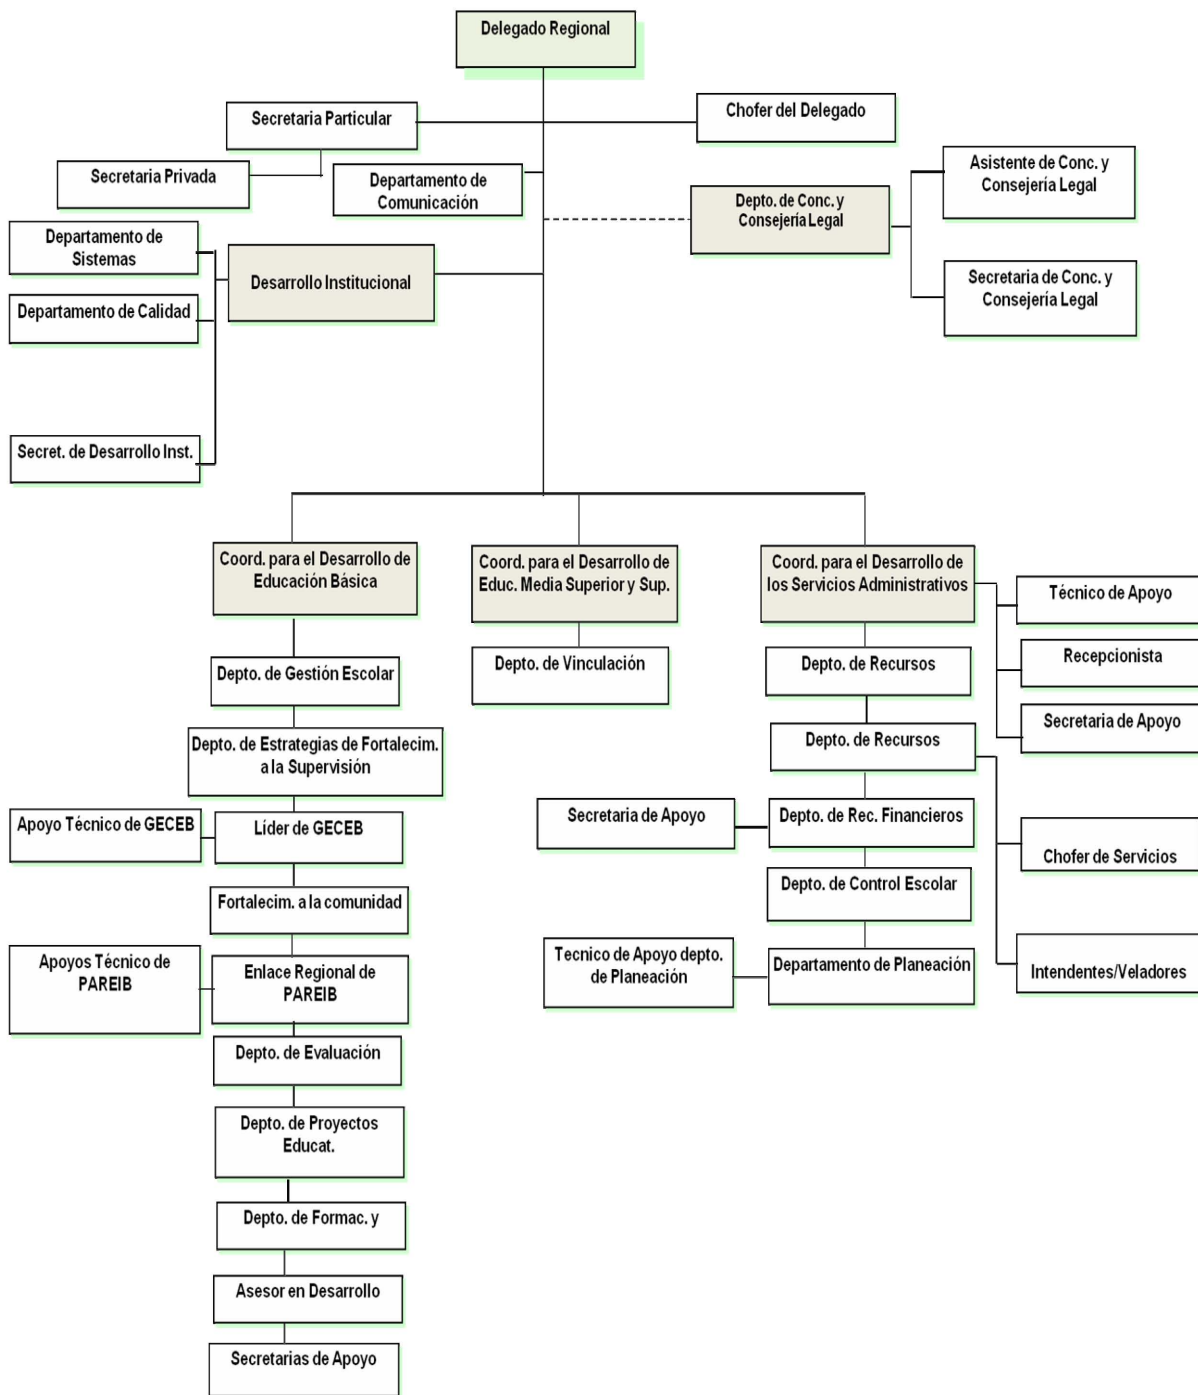 Delegado Regional
Secretaria Particular
Chofer del Delegado
Secretaria Privada
Departamento de
Comunicación
Asistente de Conc. y
Consejería Legal
Depto. de Conc. y
Consejería Legal
Departamento de
Sistemas
Desarrollo Institucional
Secretaria de Conc. y
Consejería Legal
Departamento de Calidad
Secret. de Desarrollo Inst.
Coord. para el Desarrollo de
Educación Básica
Coord. para el Desarrollo de
Educ. Media Superior y Sup.
Coord. para el Desarrollo de
los Servicios Administrativos
Técnico de Apoyo
Recepcionista
Secretaria de Apoyo
Depto. de Gestión Escolar
Depto. de Vinculación
Depto. de Recursos
Depto. de Estrategias de Fortalecim.
a la Supervisión
Depto. de Recursos
Apoyo Técnico de GECEB
Líder de GECEB
Secretaria de Apoyo
Depto. de Rec. Financieros
Chofer de Servicios
Fortalecim. a la comunidad
Depto. de Control Escolar
Apoyos Técnico de
PAREIB
Enlace Regional de
PAREIB
Tecnico de Apoyo depto.
de Planeación
Departamento de Planeación
Intendentes/Veladores
Depto. de Evaluación
Depto. de Proyectos
Educat.
Depto. de Formac. y
Asesor en Desarrollo
Secretarias de Apoyo